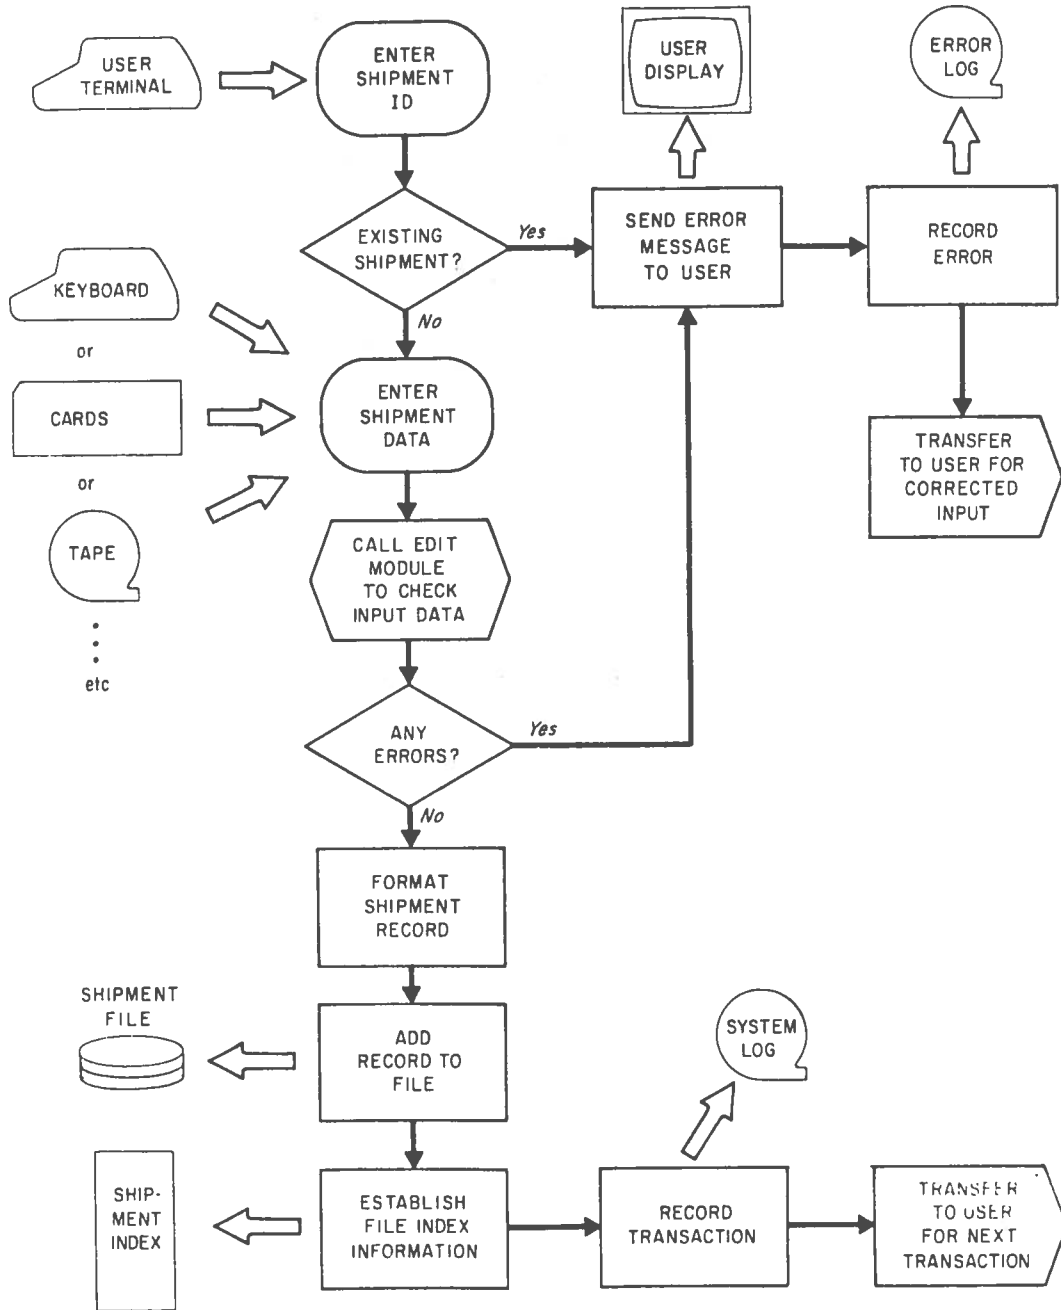 USER
TERMINAL
ENTER
SHIPMENT
ID
USER
DISPLAY
ERROR
LOG
EXISTING
SHIPMENT?
Yes
No
SEND ERROR
MESSAGE
TO USER
RECORD
ERROR
KEYBOARD
or
CARDS
or
TAPE
etc
ENTER
SHIPMENT
DATA
TRANSFER
TO USER FOR
CORRECTED
INPUT
CALL EDIT
MODULE
TO CHECK
INPUT DATA
ANY
ERRORS?
Yes
No
FORMAT
SHIPMENT
RECORD
SHIPMENT
FILE
ADD
RECORD TO
FILE
SYSTEM
LOG
SHIP-
MENT
INDEX
ESTABLISH
FILE INDEX
INFORMATION
RECORD
TRANSACTION
TRANSFER
TO USER
FOR NEXT
TRANSACTION